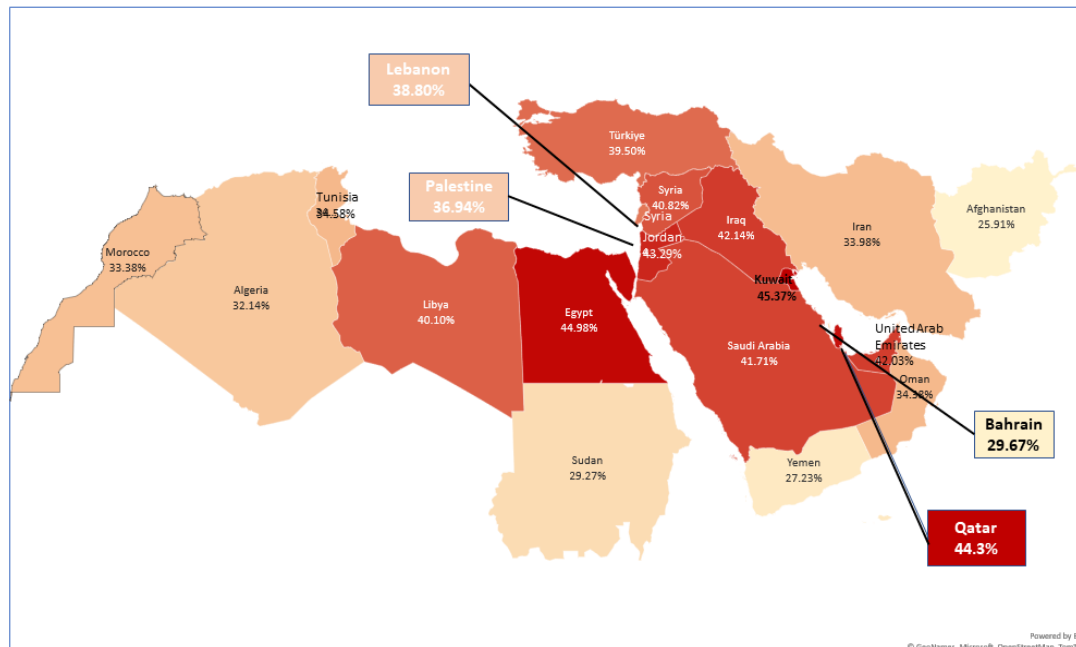 Lebanon
38.80%
Türkiye
39.50%
Palestine
36.94%
Tunisia
34.58%
Syria
40.82%
Syria
Iraq
42.14%
Jordan
43.29%
Iran
33.98%
Afghanistan
25.91%
Morocco
33.38%
Algeria
32.14%
Libya
40.10%
Egypt
44.98%
Kuwait
45.37%
Saudi Arabia
41.71%
United Arab
Emirates
42.03%
Oman
34.38%
Bahrain
29.67%
Sudan
29.27%
Yemen
27.23%
Qatar
44.3%
Powered by B
© GeoNames, Microsoft, OpenStreetMap, TomT